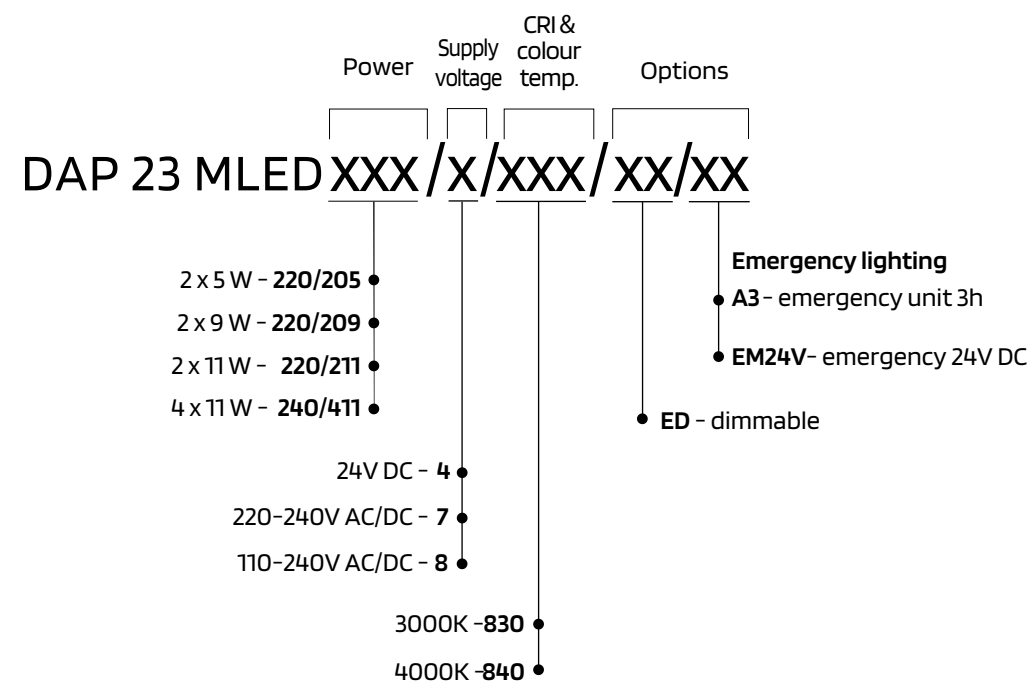 Power
Supply
voltage
CRI &
colour
temp.
Options
DAP 23 MLED XXX/X/XXX/XX/XX
2 x 5 W - 220/205
2 x 9 W - 220/209
2 x 11 W - 220/211
4 x 11 W - 240/411
Emergency lighting
A3 - emergency unit 3h
EM24V- emergency 24V DC
ED - dimmable
24V DC - 4
220-240V AC/DC - 7
110-240V AC/DC - 8
3000K -830
4000K -840